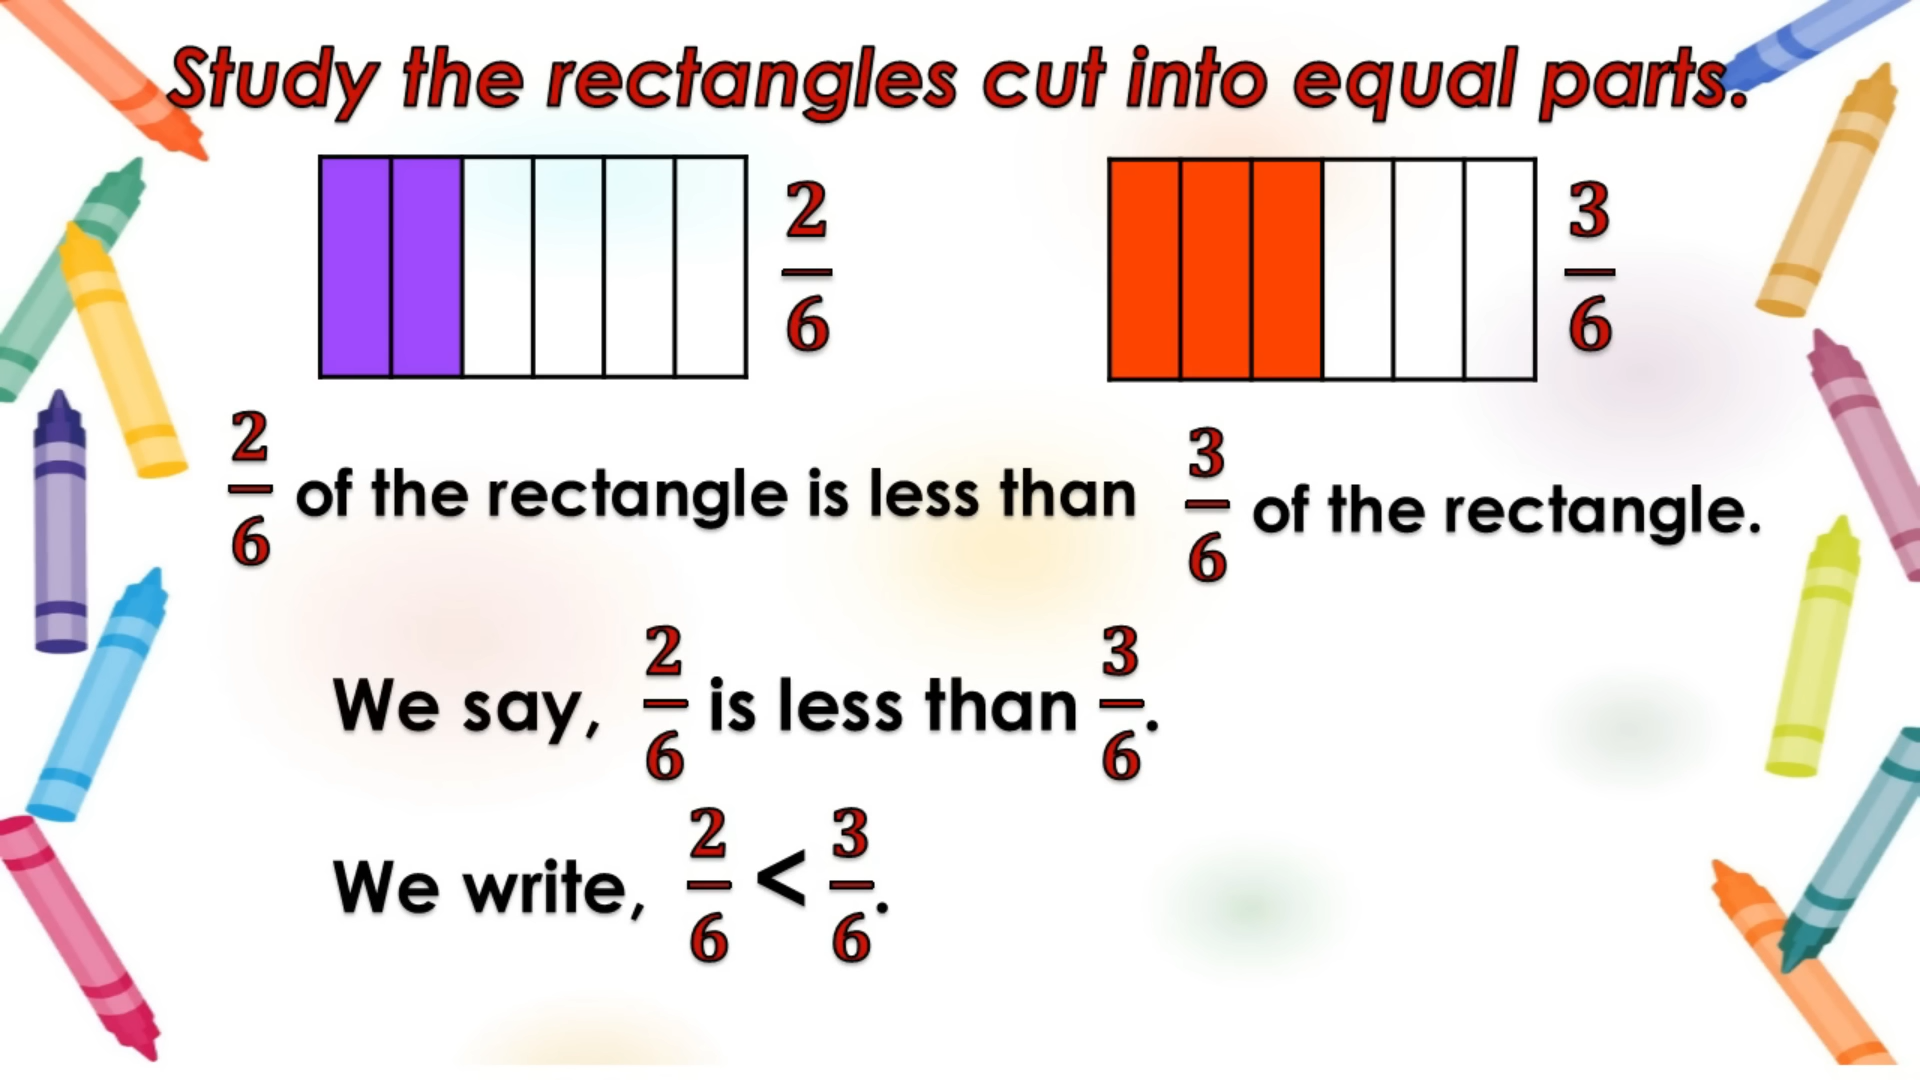 Study the rectangles cut into equal parts.
2/6 3/6
2/6 of the rectangle is less than 3/6 of the rectangle.
We say, 2/6 is less than 3/6.
We write, 2/6 < 3/6.